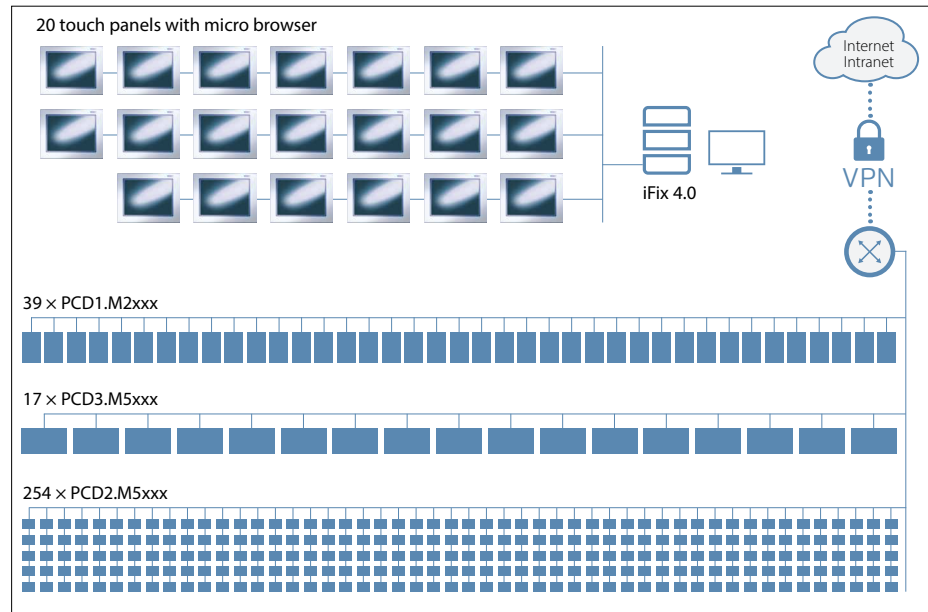 20 touch panels with micro browser
Internet
Intranet
VPN
iFix 4.0
39 × PCD1.M2xxx
17 × PCD3.M5xxx
254 × PCD2.M5xxx